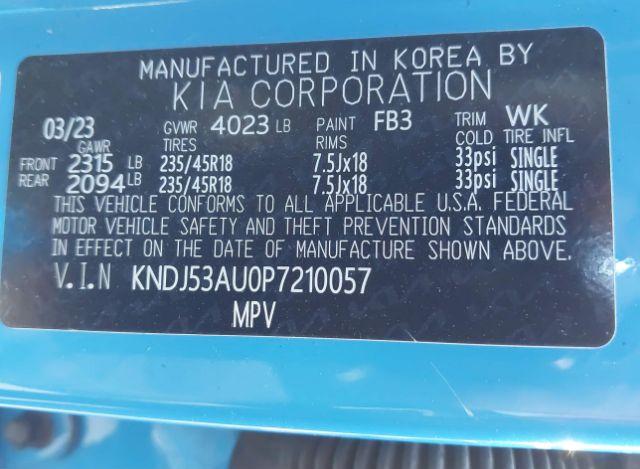 MANUFACTURED IN KOREA BY
KIA CORPORATION
03/23 GVWR 4023 LB PAINT FB3 TRIM WK
GAWR TIRES RIMS COLD TIRE INFL
FRONT 2315 LB 235/45R18 7.5Jx18 33psi SINGLE
REAR 2094 LB 235/45R18 7.5Jx18 33psi SINGLE
THIS VEHICLE CONFORMS TO ALL APPLICABLE U.S.A. FEDERAL
MOTOR VEHICLE SAFETY AND THEFT PREVENTION STANDARDS
IN EFFECT ON THE DATE OF MANUFACTURE SHOWN ABOVE.
V.I.N KNDJ53AU0P7210057
MPV